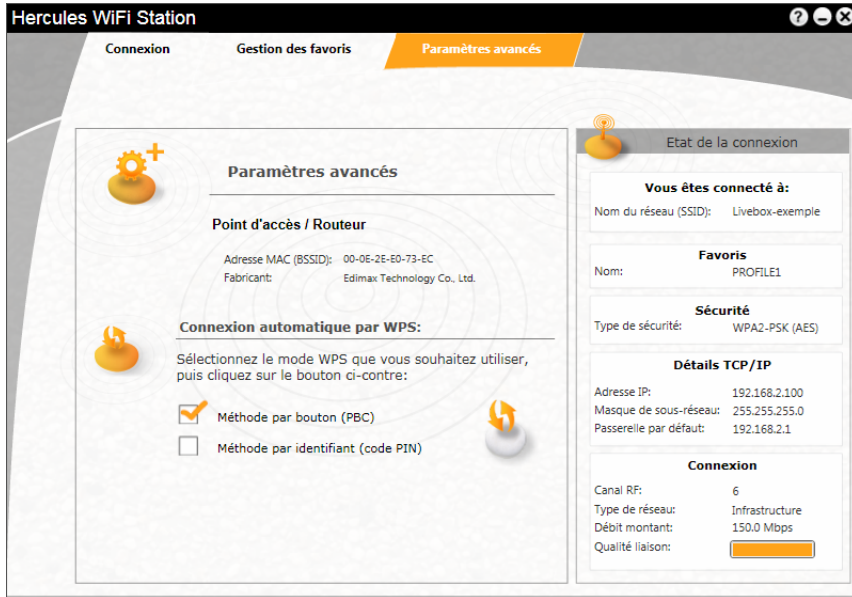 Hercules WiFi Station
Connexion
Gestion des favoris
Paramètres avancés
Paramètres avancés
Point d'accès / Routeur
Adresse MAC (BSSID): 00-0E-2E-E0-73-EC
Fabricant: Edimax Technology Co., Ltd.
Connexion automatique par WPS:
Sélectionnez le mode WPS que vous souhaitez utiliser,
puis cliquez sur le bouton ci-contre:
Méthode par bouton (PBC)
Méthode par identifiant (code PIN)
Etat de la connexion
Vous êtes connecté à:
Nom du réseau (SSID): Livebox-exemple
Favoris
Nom: PROFILE1
Sécurité
Type de sécurité: WPA2-PSK (AES)
Détails TCP/IP
Adresse IP: 192.168.2.100
Masque de sous-réseau: 255.255.255.0
Passerelle par défaut: 192.168.2.1
Connexion
Canal RF: 6
Type de réseau: Infrastructure
Débit montant: 150.0 Mbps
Qualité liaison: